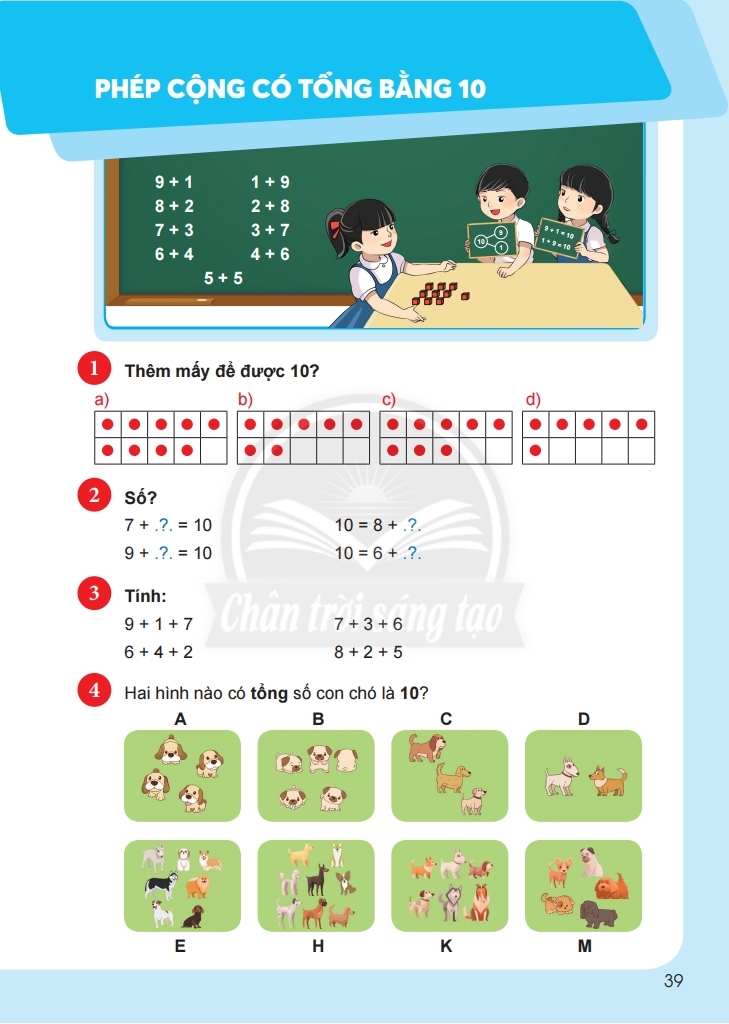 PHÉP CỘNG CÓ TỔNG BẰNG 10
9 + 1 1 + 9
8 + 2 2 + 8
7 + 3 3 + 7
6 + 4 4 + 6
5 + 5
10 9 1
9 + 1 = 10
1 + 9 = 10
1 Thêm mấy để được 10?
a) b) c) d)
2 Số?
7 + .?. = 10 10 = 8 + .?.
9 + .?. = 10 10 = 6 + .?.
3 Tính:
9 + 1 + 7 7 + 3 + 6
6 + 4 + 2 8 + 2 + 5
Chân trời sáng tạo
4 Hai hình nào có tổng số con chó là 10?
A B C D
E H K M
39